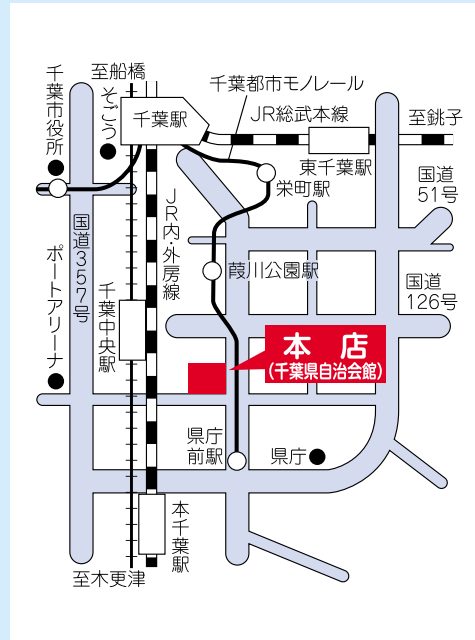 至船橋
千葉都市モノレール
千葉市役所
そごう
千葉駅
JR総武本線
至銚子
東千葉駅
栄町駅
国道
51号
JR内・外房線
国道357号
葭川公園駅
ポートアリーナ
千葉中央駅
国道
126号
本店
(千葉県自治会館)
県庁
前駅
県庁
本千葉駅
至木更津